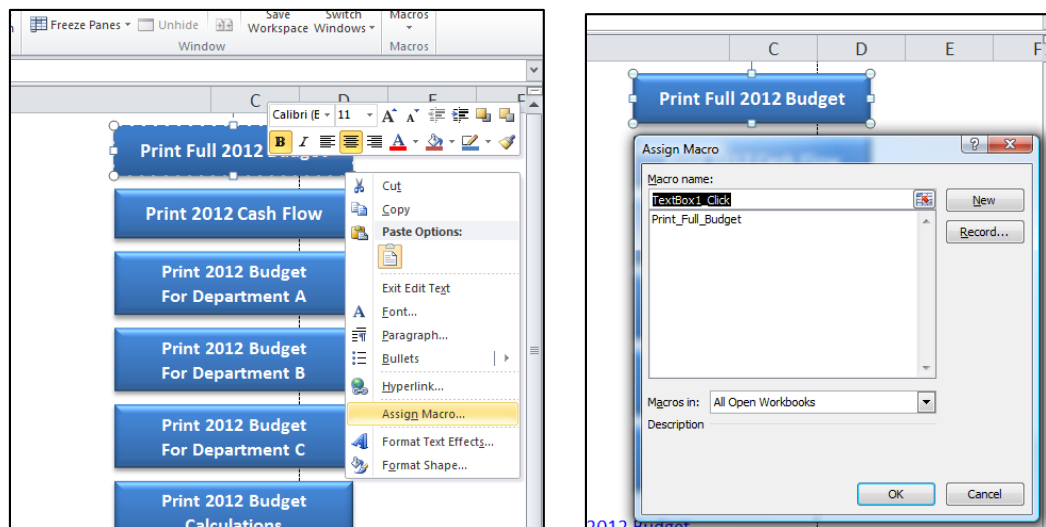 Freeze Panes
Unhide
Save
Workspace
Switch
Windows
Macros
Window
Macros
C D E F
Calibri (E 11
A A
B I A
Print Full 2012
Print 2012 Cash Flow
Print 2012 Budget
For Department A
Print 2012 Budget
For Department B
Print 2012 Budget
For Department C
Print 2012 Budget
Calculations
Cut
Copy
Paste Options:
Exit Edit Text
A Font...
Paragraph...
Bullets
Hyperlink...
Assign Macro...
Format Text Effects...
Format Shape...
C D E F
Print Full 2012 Budget
Assign Macro
Macro name:
TextBox1_Click
Print_Full_Budget
New
Record...
Macros in: All Open Workbooks
Description
OK Cancel
2012 Budget